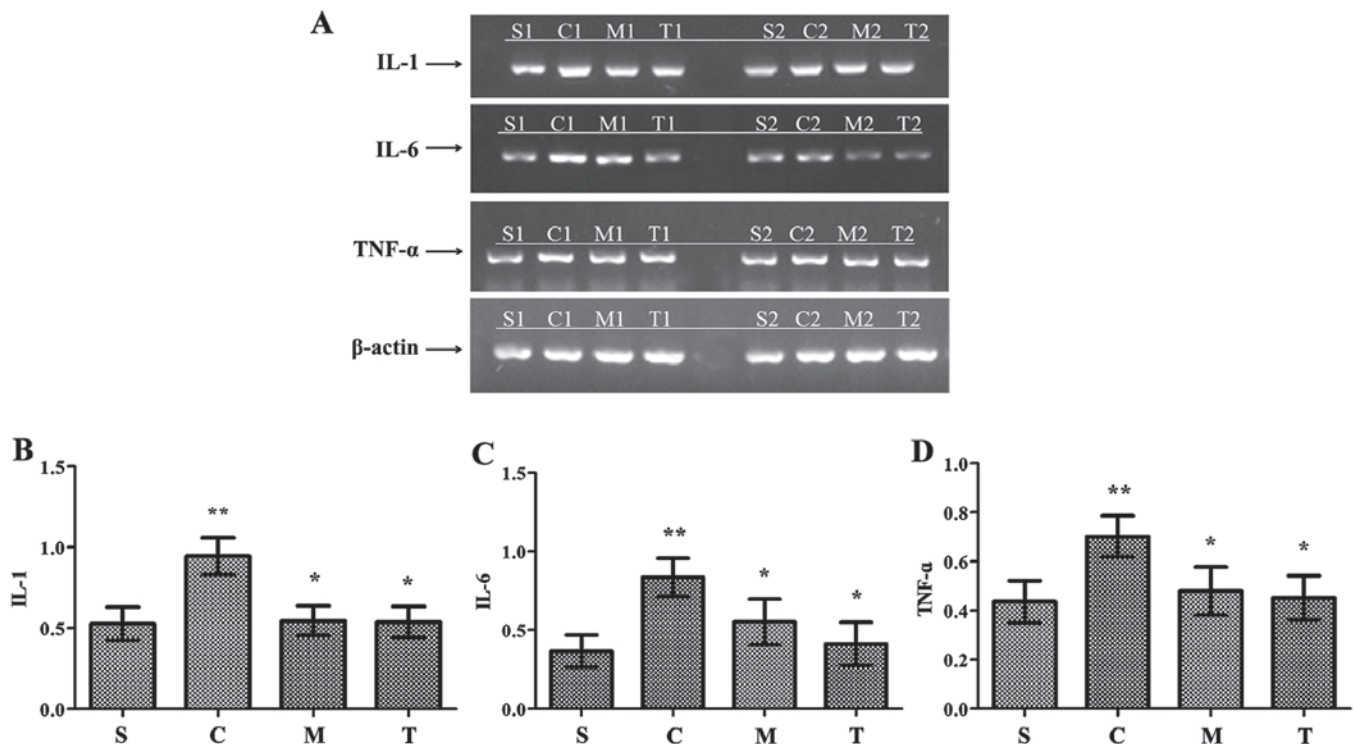 A
S1 C1 M1 T1 S2 C2 M2 T2
IL-1
S1 C1 M1 T1 S2 C2 M2 T2
IL-6
S1 C1 M1 T1 S2 C2 M2 T2
TNF-α
S1 C1 M1 T1 S2 C2 M2 T2
β-actin
B
IL-1
1.5
1.0
0.5
0.0
**
*
*
S C M T
C
IL-6
1.5
1.0
0.5
0.0
**
*
*
S C M T
D
TNF-α
1.0
0.8
0.6
0.4
0.2
0.0
**
*
*
S C M T